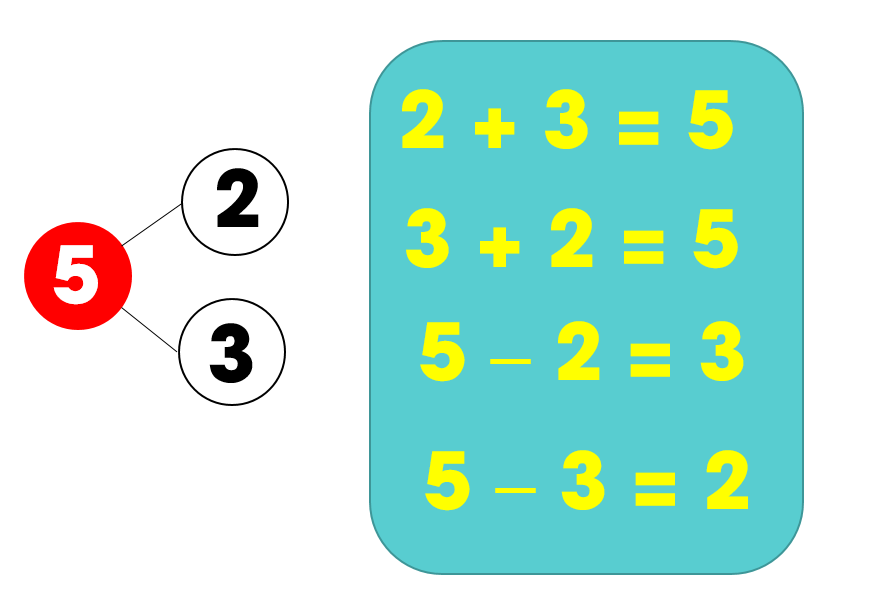 5
2
3
2 + 3 = 5
3 + 2 = 5
5 – 2 = 3
5 – 3 = 2